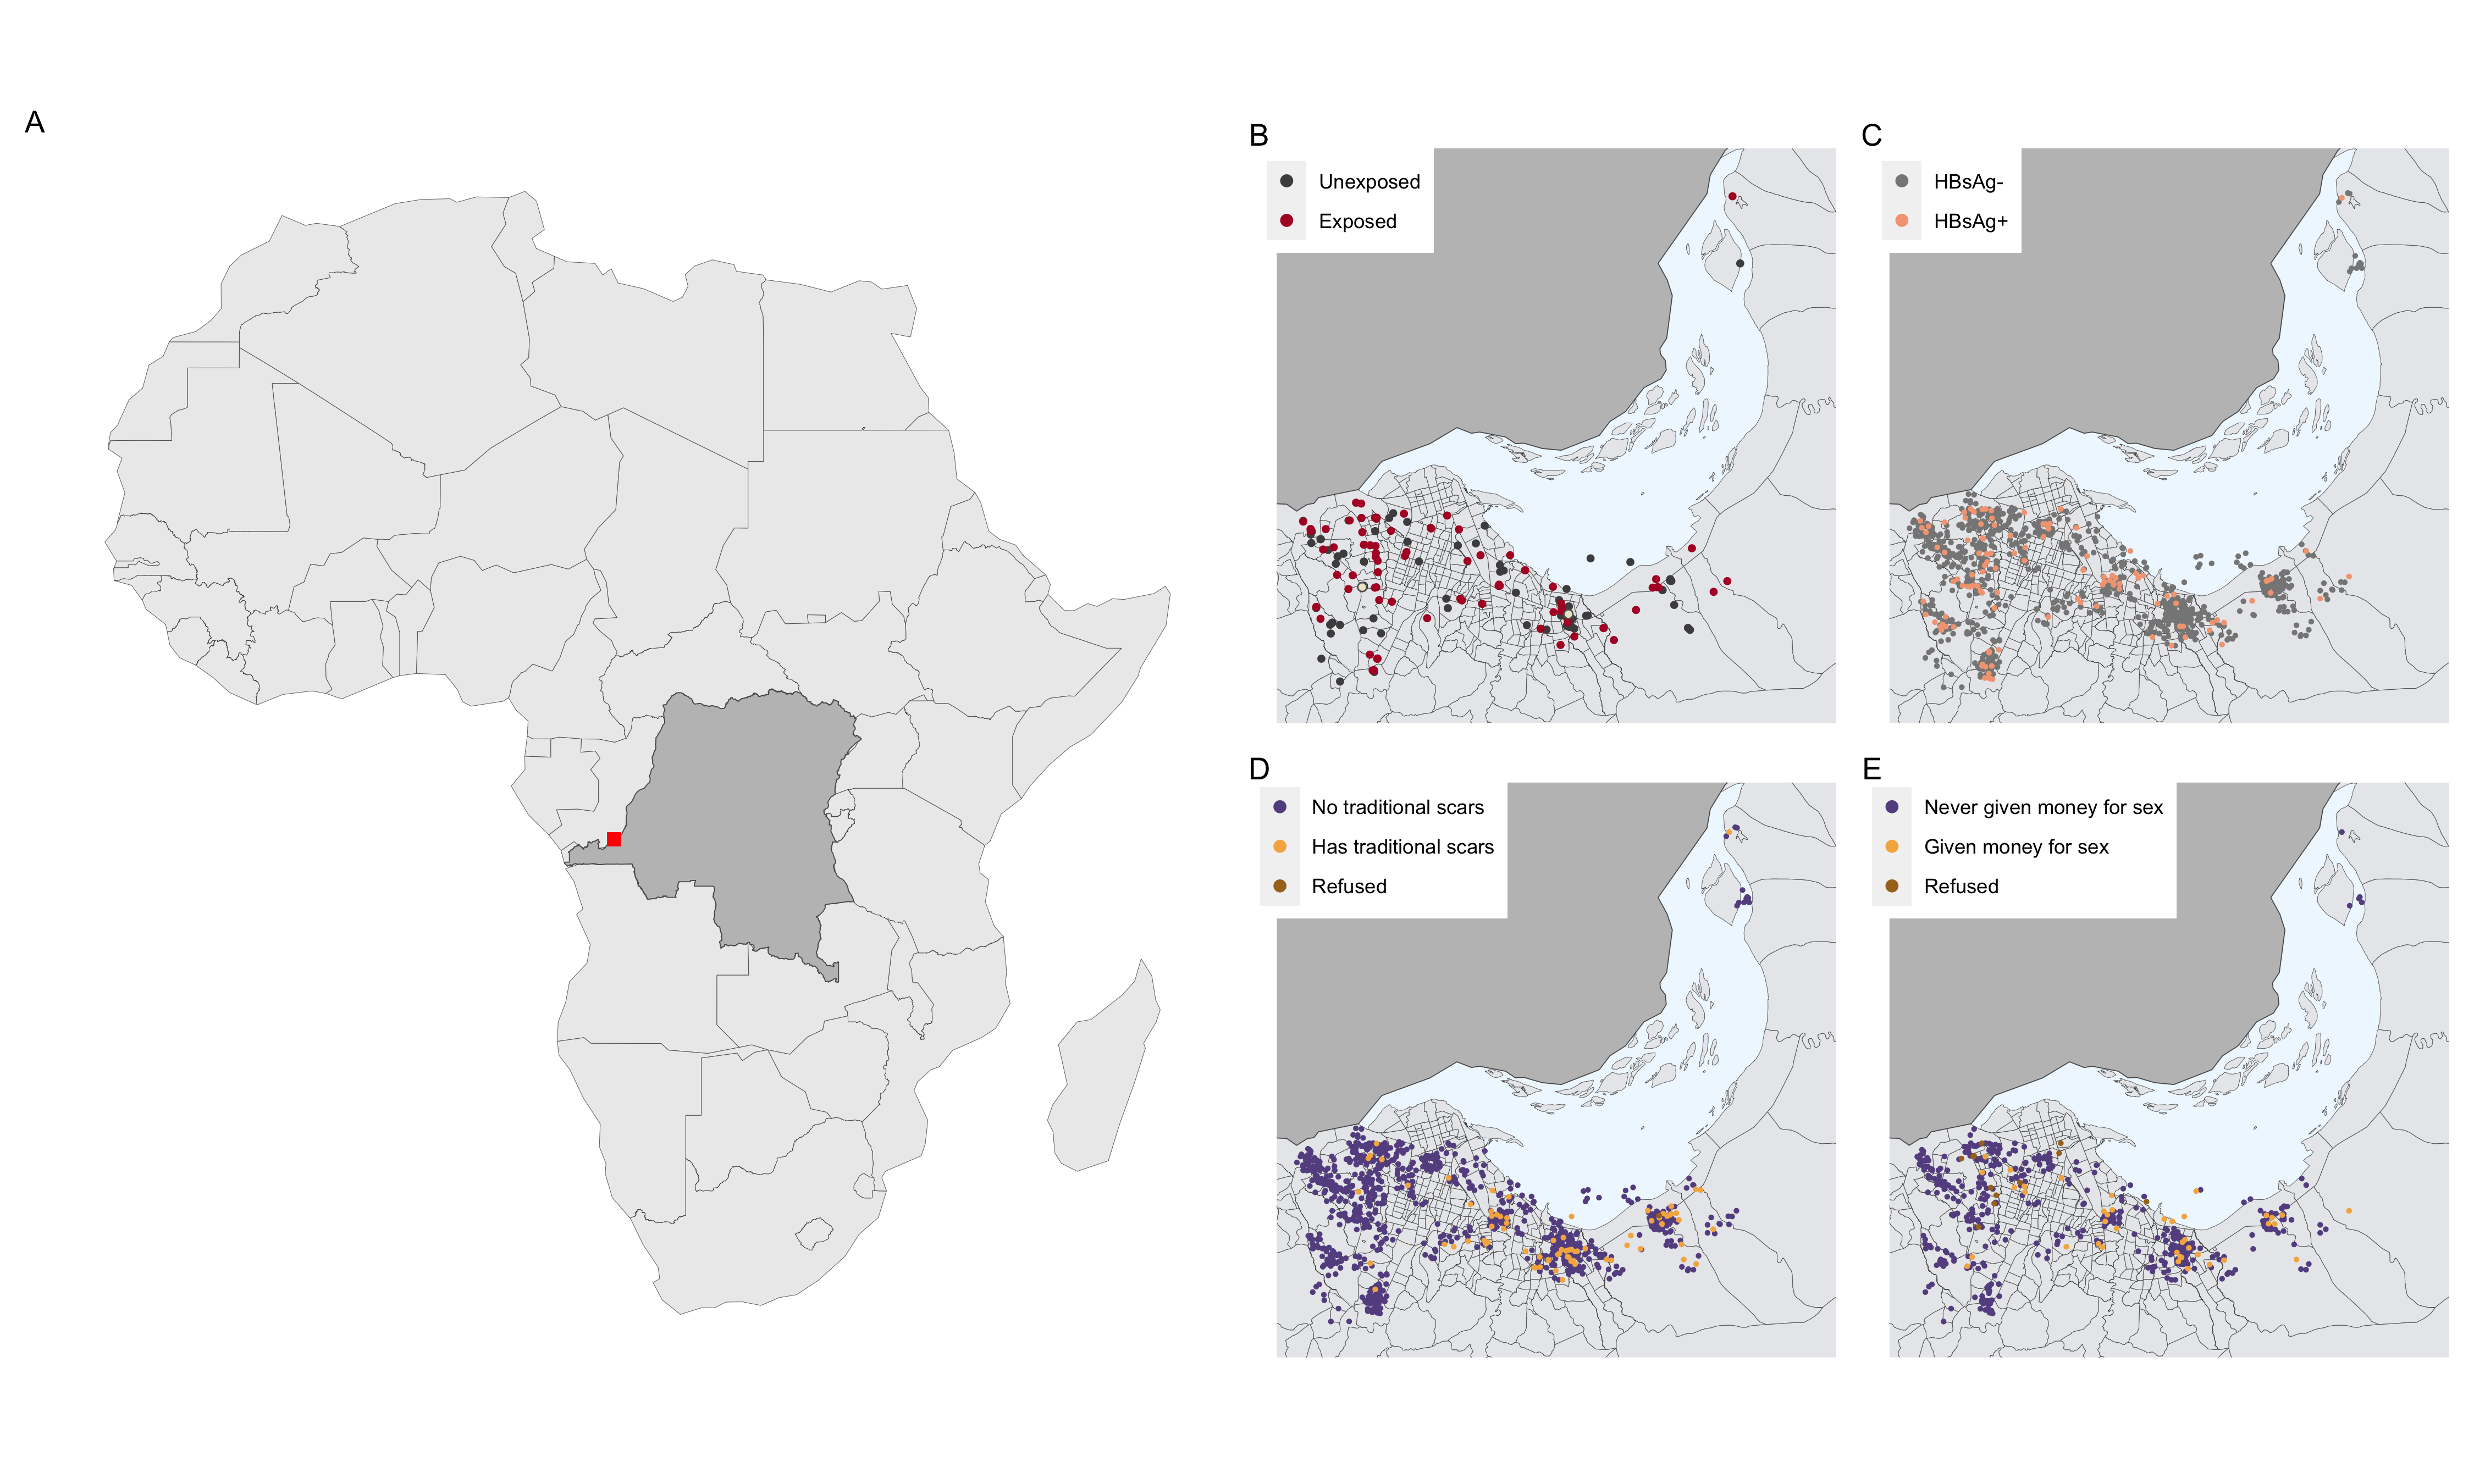 A
B
Unexposed
Exposed
C
HBsAg-
HBsAg+
D
No traditional scars
Has traditional scars
Refused
E
Never given money for sex
Given money for sex
Refused